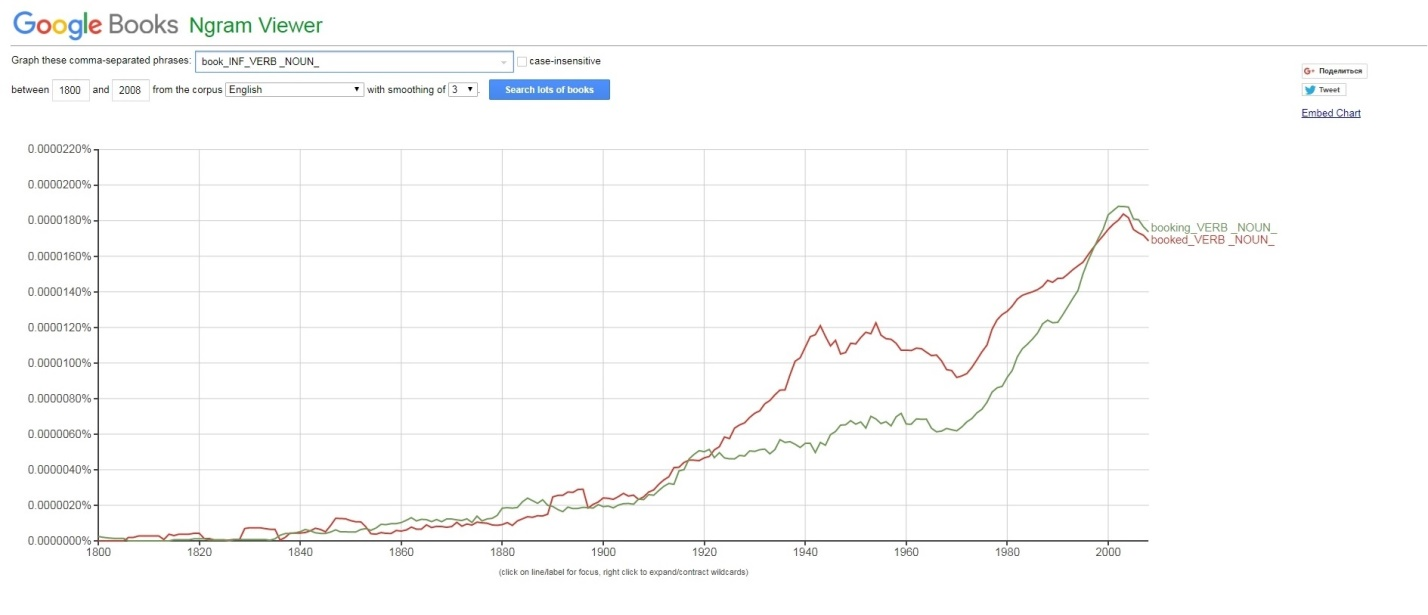 Google Books Ngram Viewer
Graph these comma-separated phrases: book_INF_VERB _NOUN_ case-insensitive
between 1800 and 2008 from the corpus English with smoothing of 3 . Search lots of books
G+ Поделиться
Tweet
Embed Chart
0.0000220%
0.0000200%
0.0000180%
0.0000160%
0.0000140%
0.0000120%
0.0000100%
0.0000080%
0.0000060%
0.0000040%
0.0000020%
0.0000000%
booking_VERB _NOUN_
booked_VERB _NOUN_
1800 1820 1840 1860 1880 1900 1920 1940 1960 1980 2000
(click on line/label for focus, right click to expand/contract wildcards)